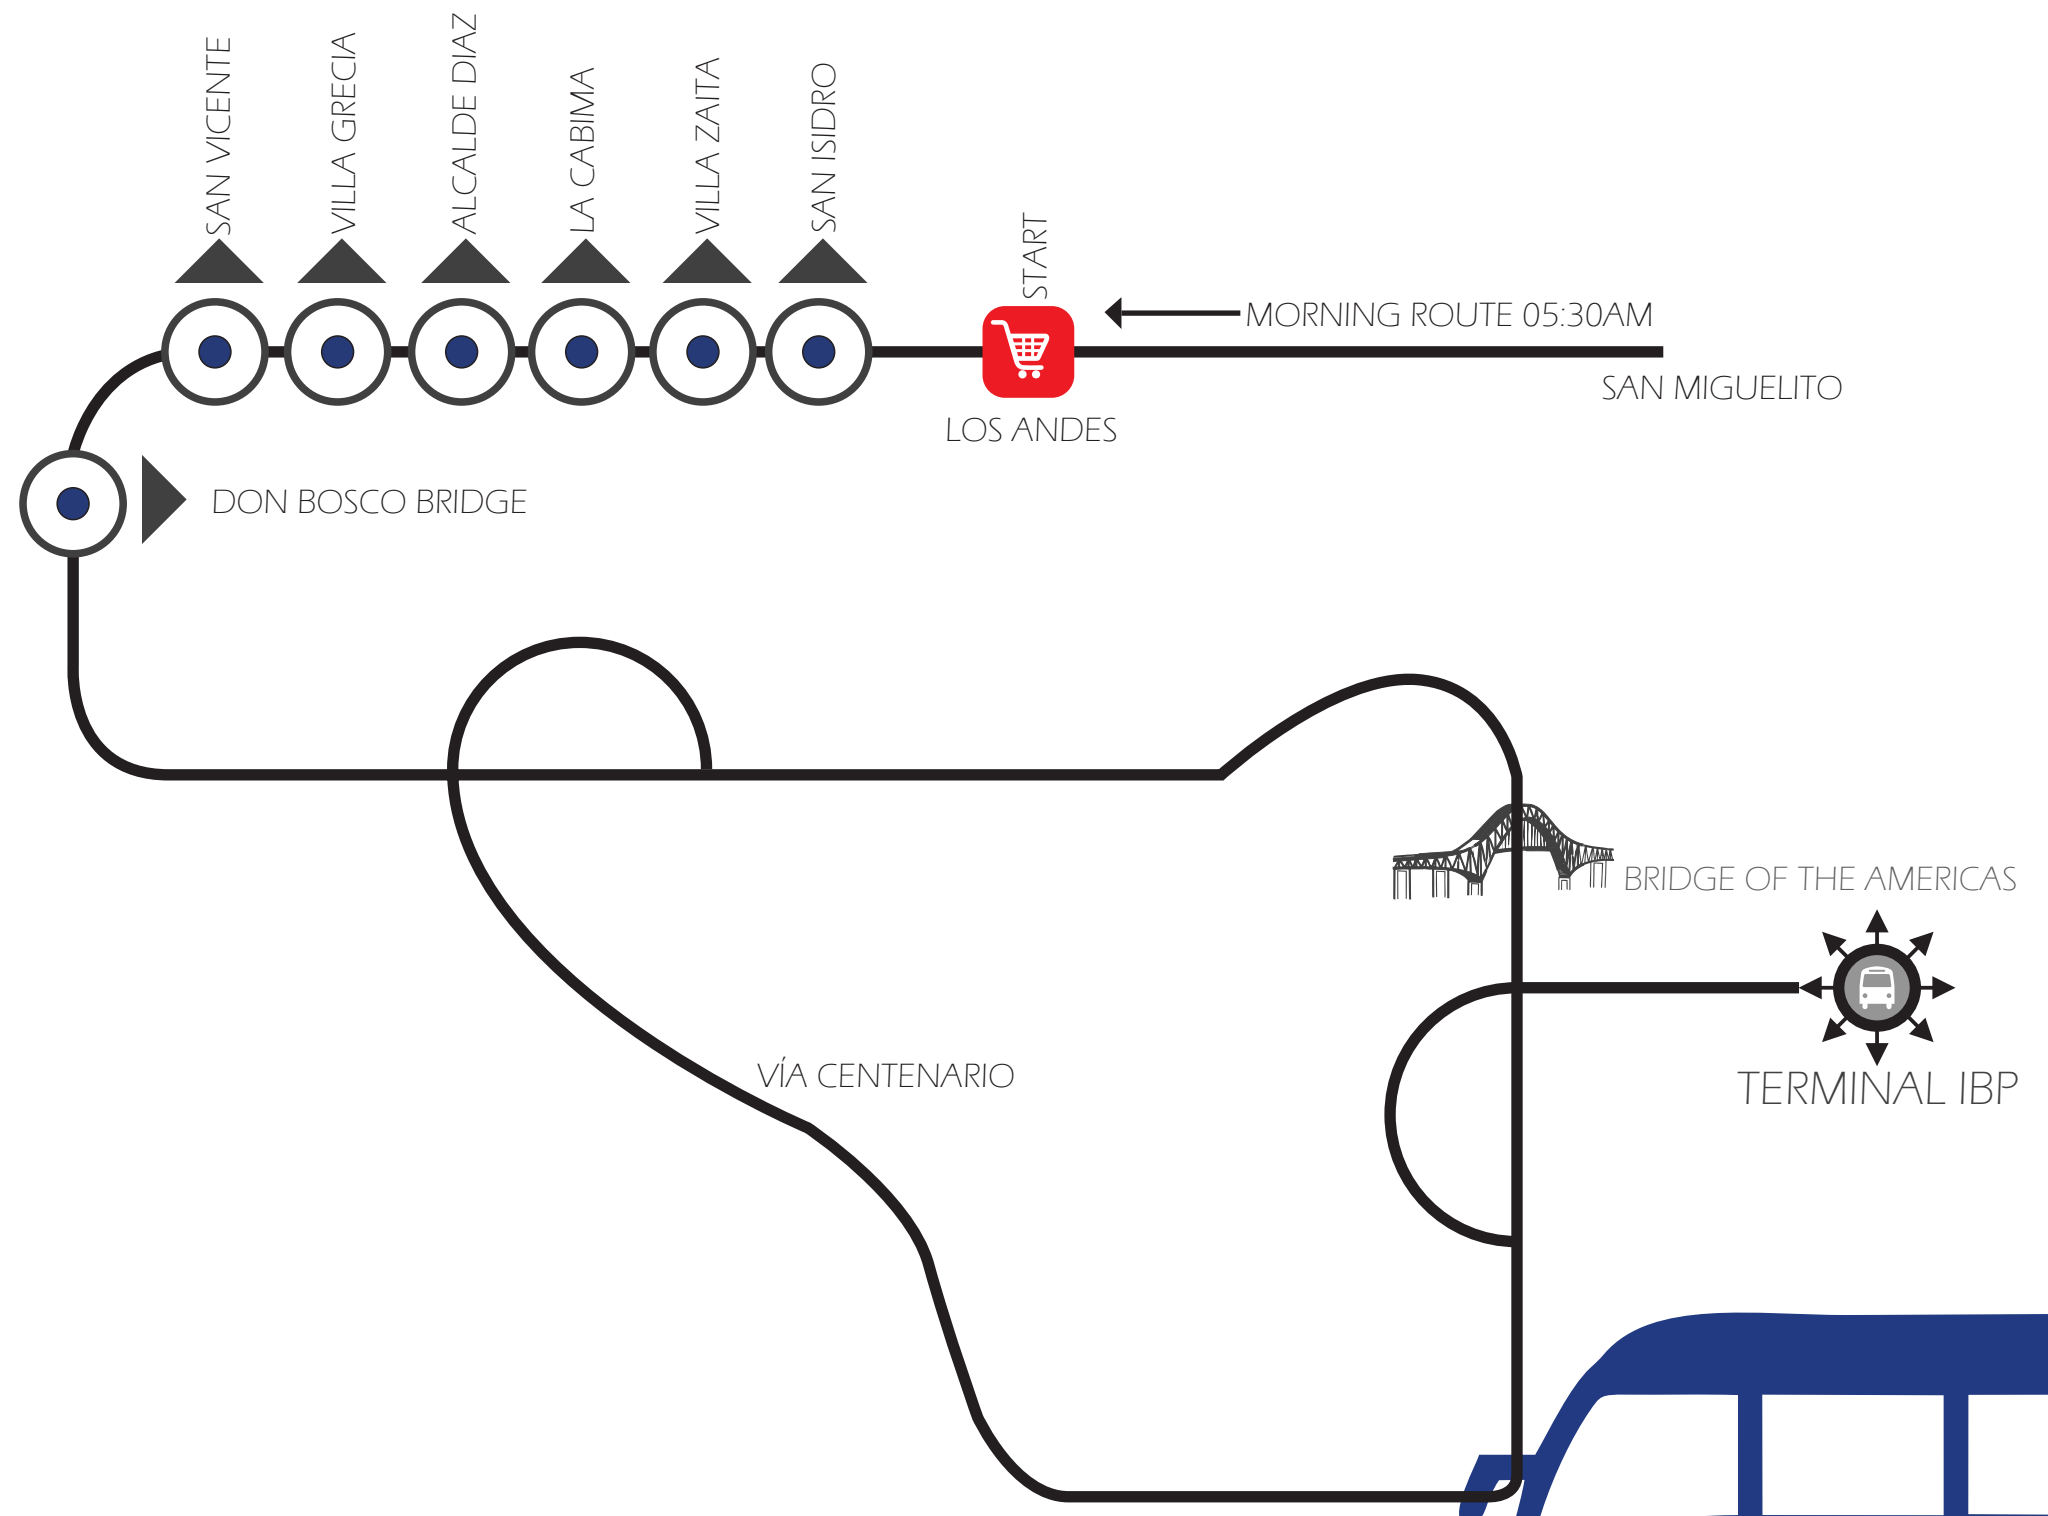 SAN VICENTE
VILLA GRECIA
ALCALDE DIAZ
LA CABIMA
VILLA ZAITA
SAN ISIDRO
START
MORNING ROUTE 05:30AM
SAN MIGUELITO
LOS ANDES
DON BOSCO BRIDGE
BRIDGE OF THE AMERICAS
VÍA CENTENARIO
TERMINAL IBP